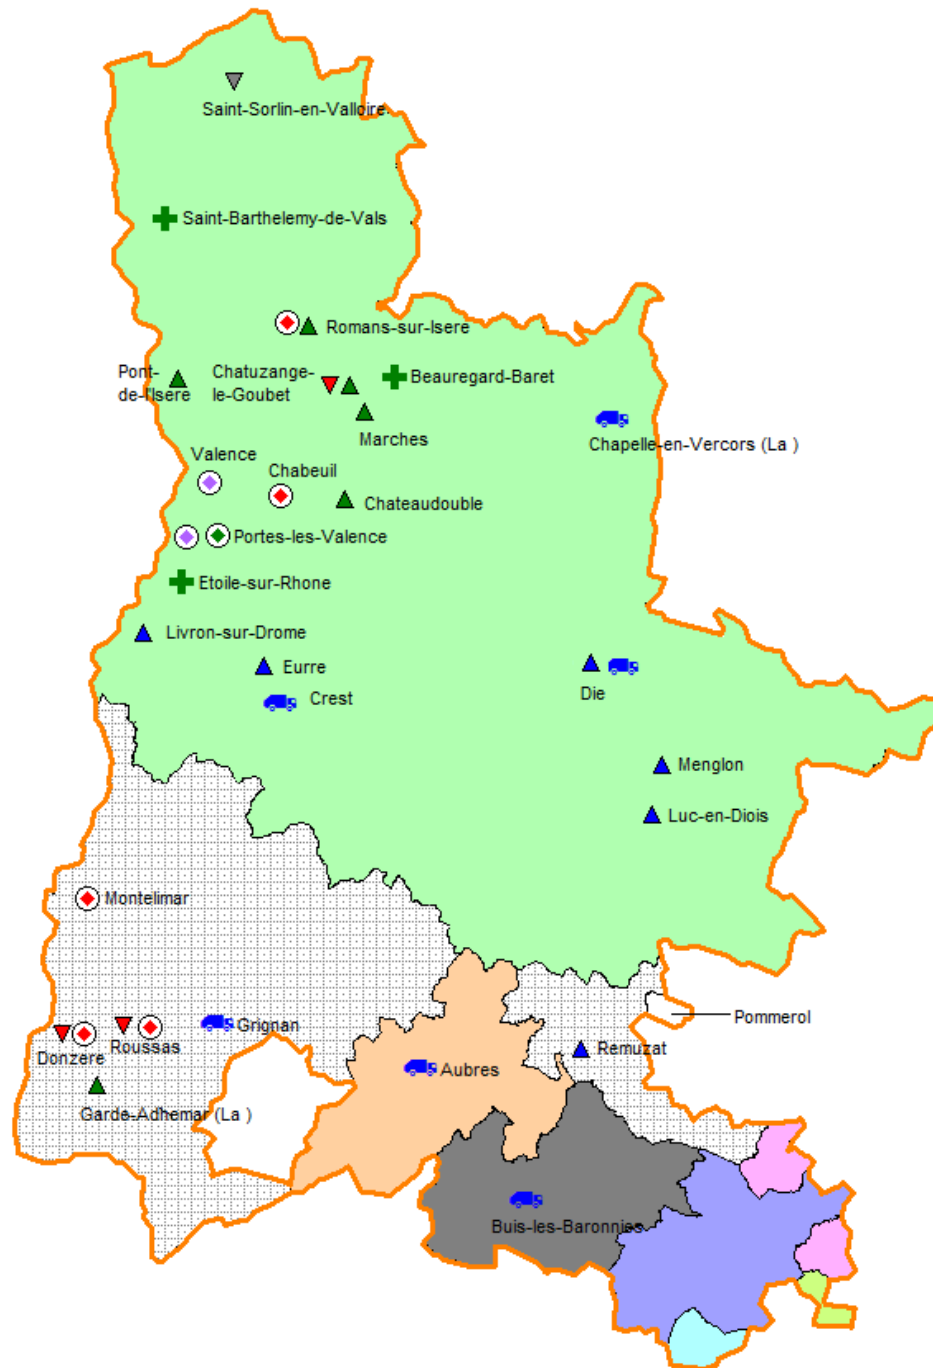 Saint-Sorlin-en-Valloire
Saint-Barthelemy-de-Vals
Romans-sur-Isere
Pont-
de-l'Isere
Chatuzange-
le-Goubet
Beauregard-Baret
Marches
Chapelle-en-Vercors (La )
Valence
Chabeuil
Chateaudouble
Portes-les-Valence
Etoile-sur-Rhone
Livron-sur-Drome
Eurre
Crest
Die
Menglon
Luc-en-Diois
Montelimar
Pommerol
Grignan
Donzere
Roussas
Remuzat
Aubres
Garde-Adhemar (La )
Buis-les-Baronnies